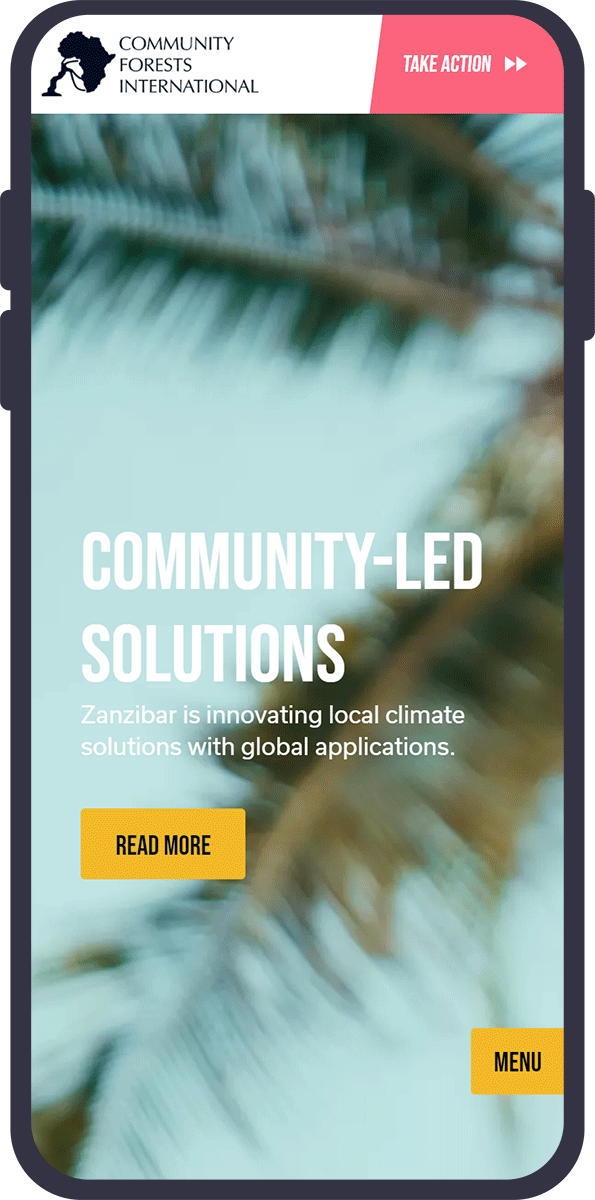 COMMUNITY
FORESTS
INTERNATIONAL
TAKE ACTION
COMMUNITY-LED
SOLUTIONS
Zanzibar is innovating local climate
solutions with global applications.
READ MORE
MENU